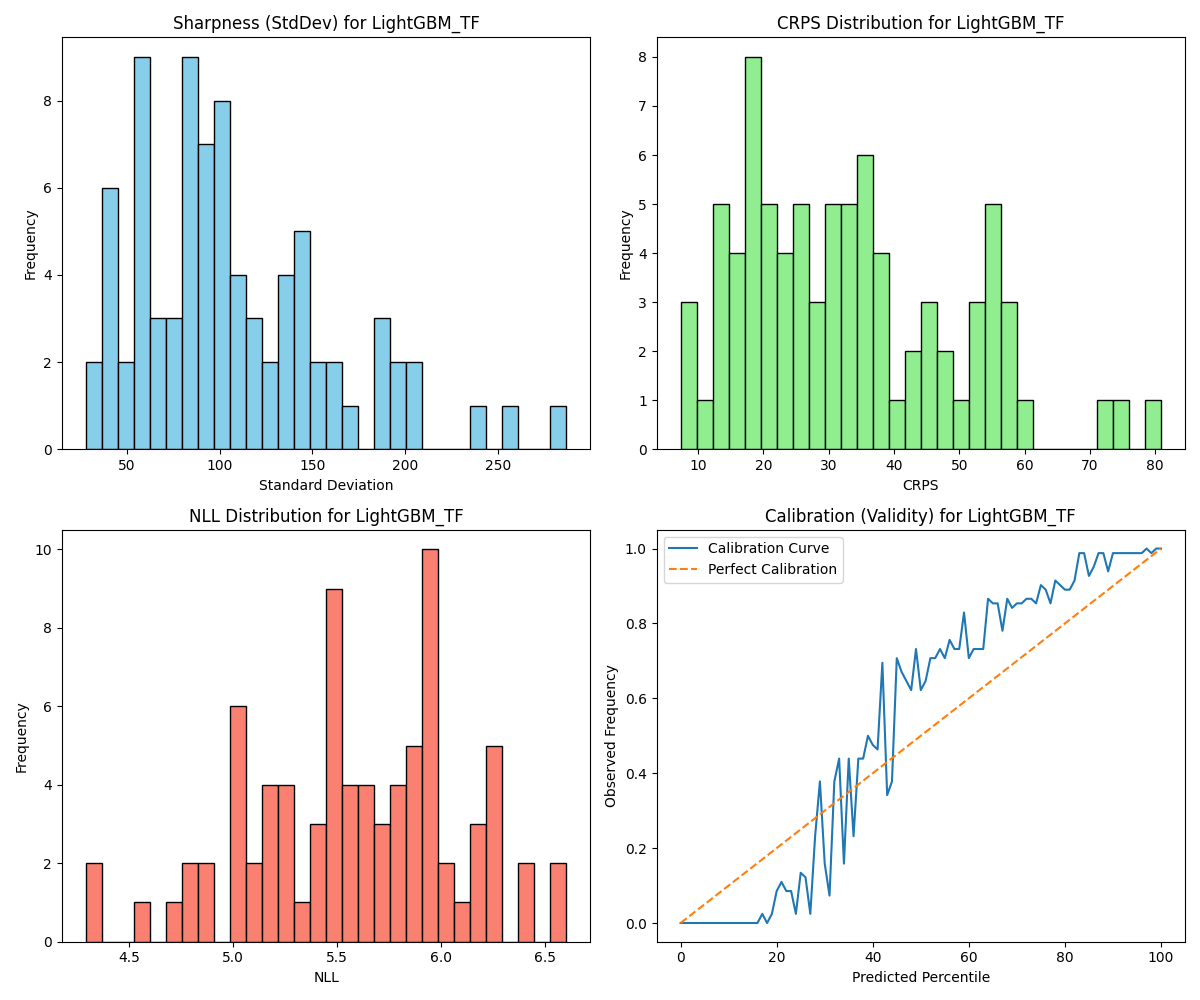 Sharpness (StdDev) for LightGBM_TF
Frequency
8
6
4
2
0
50 100 150 200 250
Standard Deviation
CRPS Distribution for LightGBM_TF
Frequency
8
7
6
5
4
3
2
1
0
10 20 30 40 50 60 70 80
CRPS
NLL Distribution for LightGBM_TF
Frequency
10
8
6
4
2
0
4.5 5.0 5.5 6.0 6.5
NLL
Calibration (Validity) for LightGBM_TF
Calibration Curve
Perfect Calibration
Observed Frequency
1.0
0.8
0.6
0.4
0.2
0.0
0 20 40 60 80 100
Predicted Percentile